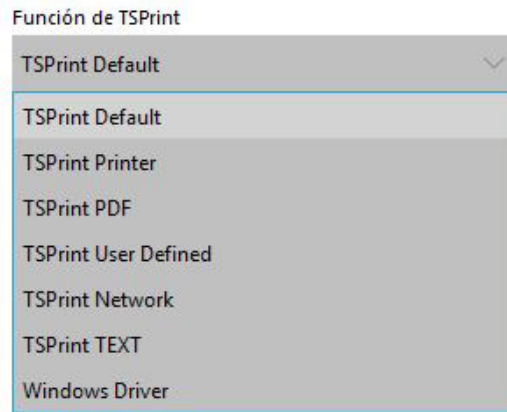 Función de TSPrint
TSPrint Default
TSPrint Default
TSPrint Printer
TSPrint PDF
TSPrint User Defined
TSPrint Network
TSPrint TEXT
Windows Driver